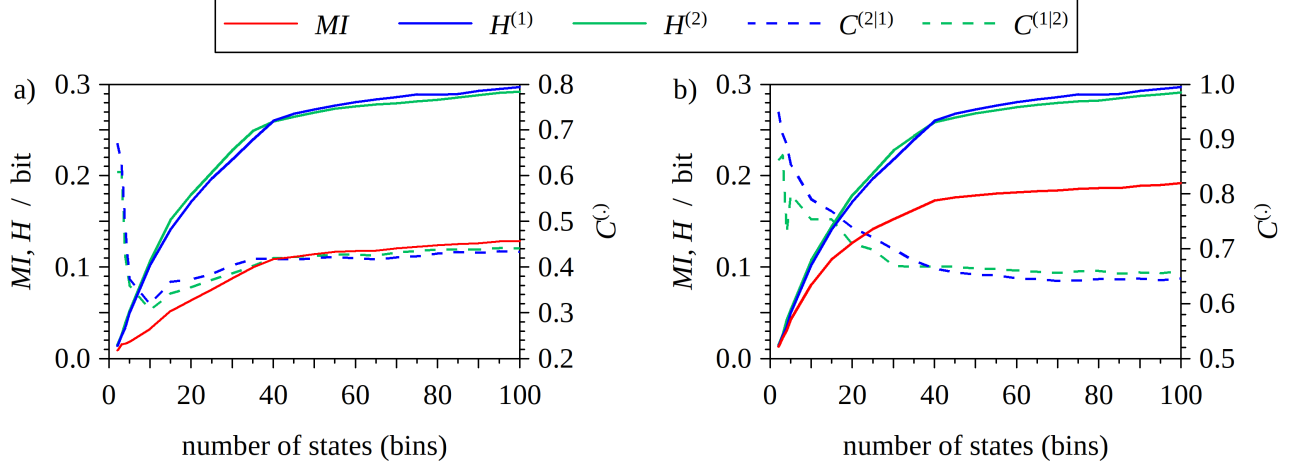 MI H⁽¹⁾ H⁽²⁾ C⁽²|¹⁾ C⁽¹|²⁾
a)
MI, H / bit
0.3
0.2
0.1
0.0
0.8
0.7
0.6
0.5
0.4
0.3
0.2
C⁽·⁾
0 20 40 60 80 100
number of states (bins)
b)
MI, H / bit
0.3
0.2
0.1
0.0
1.0
0.9
0.8
0.7
0.6
0.5
C⁽·⁾
0 20 40 60 80 100
number of states (bins)